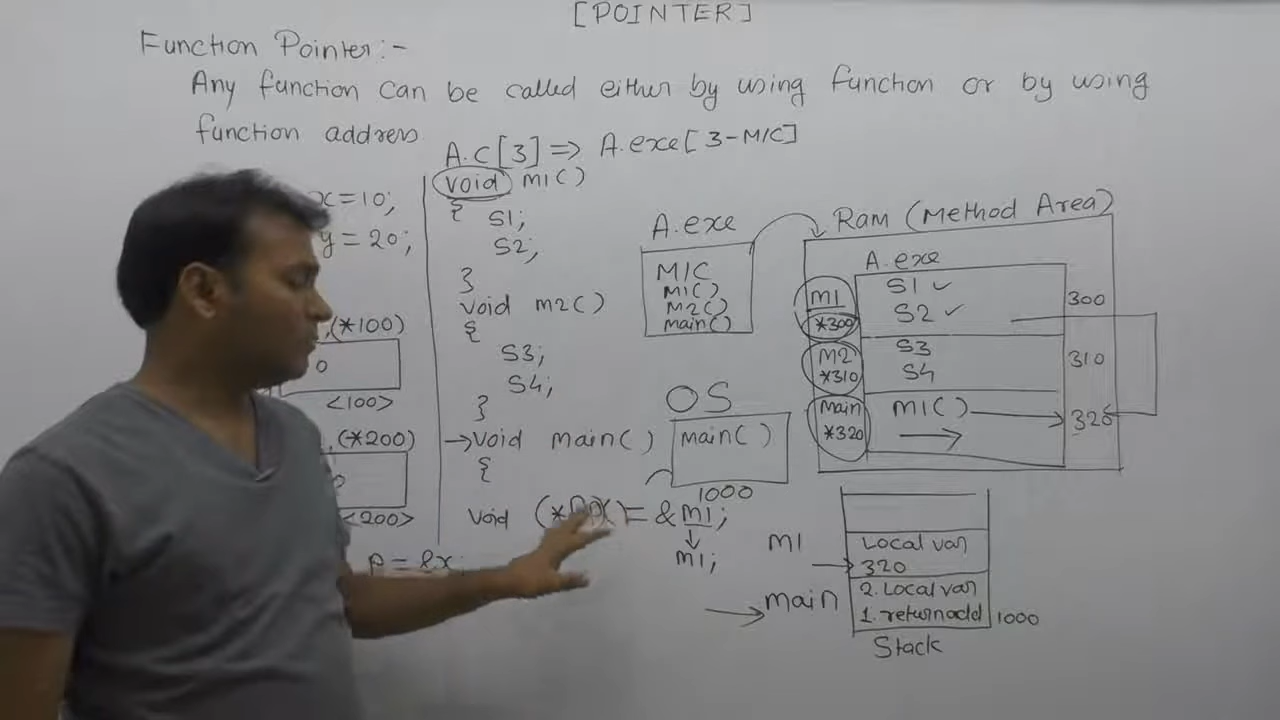 [POINTER]
Function Pointer:-
Any function can be called either by using function or by using
function address
A.C[3] => A.exe[3-M/C]
x=10;
y=20;
,(*100)
0
<100>
,(*200)
<200>
p=&x;
void m1()
{
S1;
S2;
}
void m2()
{
S3;
S4;
}
→void main()
{
void (*
)= &m1;
↓
m1;
A.exe
M/C
M1()
M2()
main()
OS
main()
1000
Ram (Method Area)
A.exe
m1
*300
S1 ✓
S2 ✓
300
M2
*310
S3
S4
310
main
*320
M1()
320
m1
Local var
320
main
2. Local var
1. return add
1000
Stack